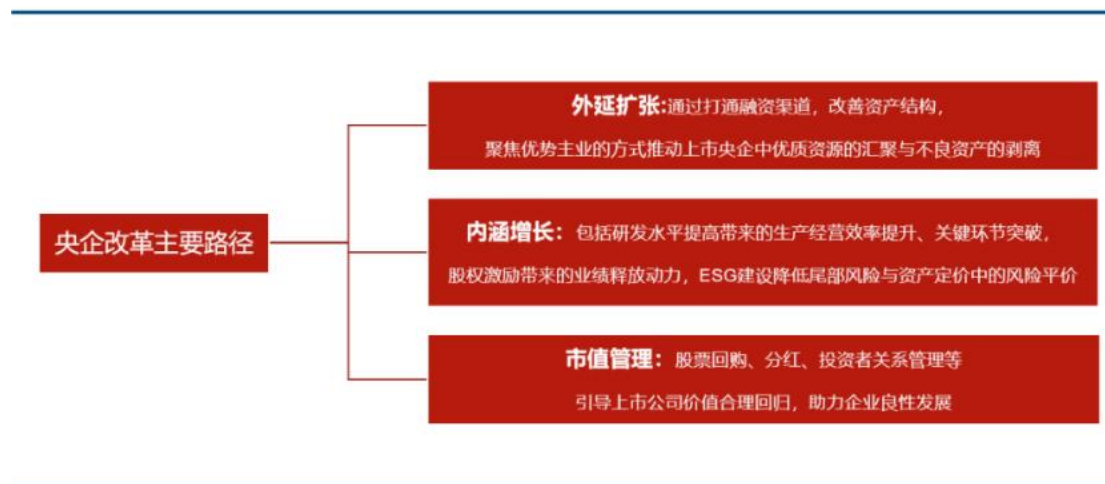 央企改革主要路径
外延扩张:通过打通融资渠道，改善资产结构，
聚焦优势主业的方式推动上市央企中优质资源的汇聚与不良资产的剥离
内涵增长：包括研发水平提高带来的生产经营效率提升、关键环节突破，
股权激励带来的业绩释放动力，ESG建设降低尾部风险与资产定价中的风险平价
市值管理：股票回购、分红、投资者关系管理等
引导上市公司价值合理回归，助力企业良性发展